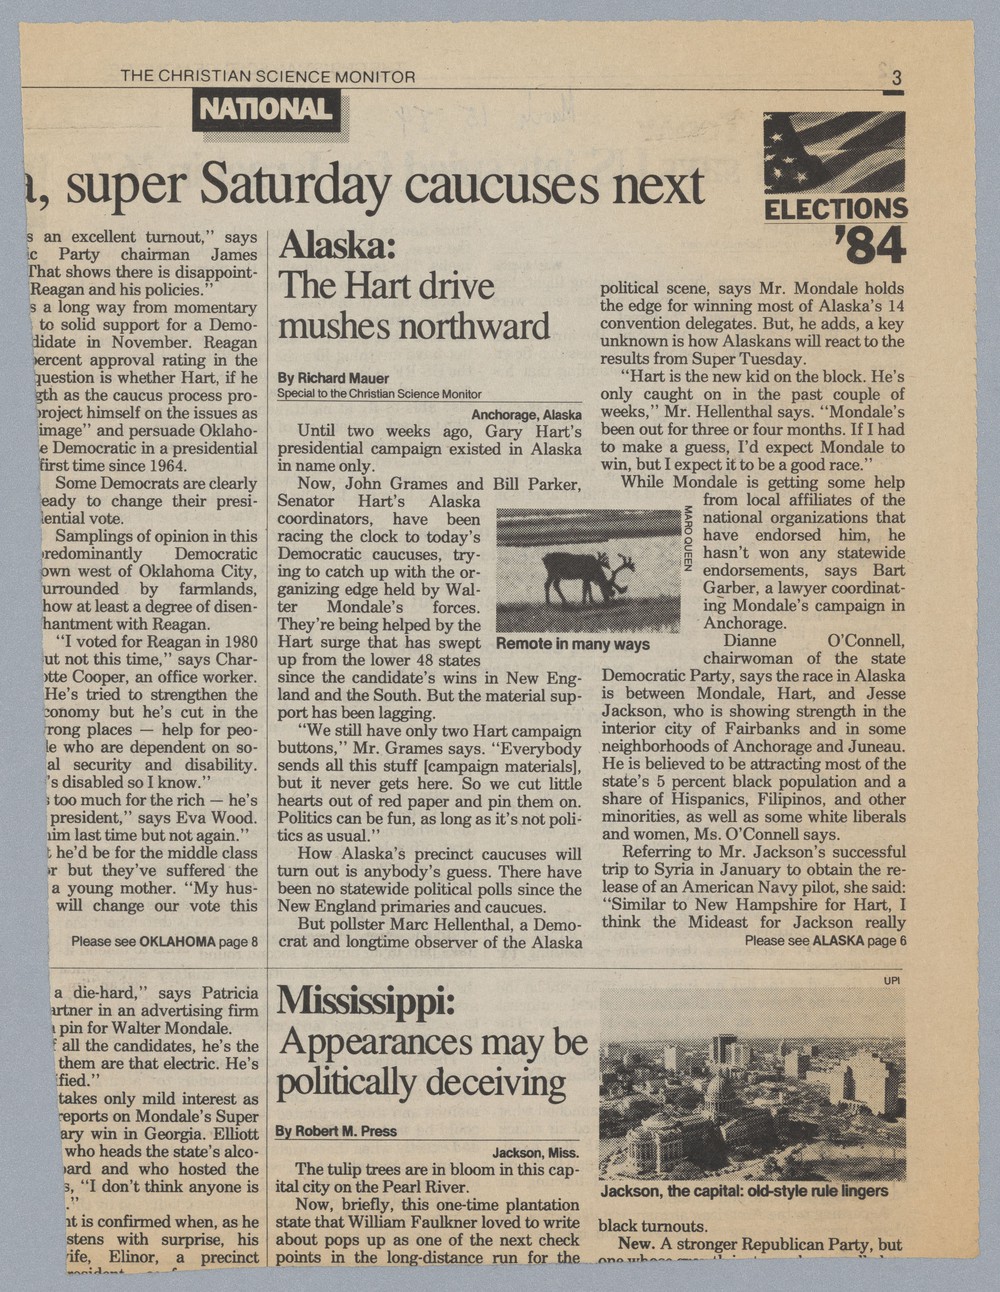 THE CHRISTIAN SCIENCE MONITOR
3
NATIONAL
a, super Saturday caucuses next
ELECTIONS
'84
s an excellent turnout," says
ic Party chairman James
That shows there is disappoint-
Reagan and his policies."
s a long way from momentary
to solid support for a Demo-
didate in November. Reagan
percent approval rating in the
question is whether Hart, if he
gth as the caucus process pro-
project himself on the issues as
image" and persuade Oklaho-
e Democratic in a presidential
first time since 1964.
Some Democrats are clearly
eady to change their presi-
dential vote.
Samplings of opinion in this
predominantly Democratic
own west of Oklahoma City,
urrounded by farmlands,
how at least a degree of disen-
hantment with Reagan.
"I voted for Reagan in 1980
ut not this time," says Char-
otte Cooper, an office worker.
He's tried to strengthen the
conomy but he's cut in the
rong places — help for peo-
le who are dependent on so-
al security and disability.
's disabled so I know."
s too much for the rich — he's
president," says Eva Wood.
him last time but not again."
t he'd be for the middle class
r but they've suffered the
a young mother. "My hus-
will change our vote this
Please see OKLAHOMA page 8
a die-hard," says Patricia
artner in an advertising firm
a pin for Walter Mondale.
f all the candidates, he's the
them are that electric. He's
fied."
takes only mild interest as
reports on Mondale's Super
ary win in Georgia. Elliott
who heads the state's alco-
oard and who hosted the
s, "I don't think anyone is
."
nt is confirmed when, as he
stens with surprise, his
ife, Elinor, a precinct
Alaska:
The Hart drive
mushes northward
By Richard Mauer
Special to the Christian Science Monitor
Anchorage, Alaska
Until two weeks ago, Gary Hart's
presidential campaign existed in Alaska
in name only.
Now, John Grames and Bill Parker,
Senator Hart's Alaska
coordinators, have been
racing the clock to today's
Democratic caucuses, try-
ing to catch up with the or-
ganizing edge held by Wal-
ter Mondale's forces.
They're being helped by the
Hart surge that has swept
up from the lower 48 states
since the candidate's wins in New Eng-
land and the South. But the material sup-
port has been lagging.
"We still have only two Hart campaign
buttons," Mr. Grames says. "Everybody
sends all this stuff [campaign materials],
but it never gets here. So we cut little
hearts out of red paper and pin them on.
Politics can be fun, as long as it's not poli-
tics as usual."
How Alaska's precinct caucuses will
turn out is anybody's guess. There have
been no statewide political polls since the
New England primaries and caucues.
But pollster Marc Hellenthal, a Demo-
crat and longtime observer of the Alaska
MARO QUEEN
Remote in many ways
political scene, says Mr. Mondale holds
the edge for winning most of Alaska's 14
convention delegates. But, he adds, a key
unknown is how Alaskans will react to the
results from Super Tuesday.
"Hart is the new kid on the block. He's
only caught on in the past couple of
weeks," Mr. Hellenthal says. "Mondale's
been out for three or four months. If I had
to make a guess, I'd expect Mondale to
win, but I expect it to be a good race."
While Mondale is getting some help
from local affiliates of the
national organizations that
have endorsed him, he
hasn't won any statewide
endorsements, says Bart
Garber, a lawyer coordinat-
ing Mondale's campaign in
Anchorage.
Dianne O'Connell,
chairwoman of the state
Democratic Party, says the race in Alaska
is between Mondale, Hart, and Jesse
Jackson, who is showing strength in the
interior city of Fairbanks and in some
neighborhoods of Anchorage and Juneau.
He is believed to be attracting most of the
state's 5 percent black population and a
share of Hispanics, Filipinos, and other
minorities, as well as some white liberals
and women, Ms. O'Connell says.
Referring to Mr. Jackson's successful
trip to Syria in January to obtain the re-
lease of an American Navy pilot, she said:
"Similar to New Hampshire for Hart, I
think the Mideast for Jackson really
Please see ALASKA page 6
Mississippi:
Appearances may be
politically deceiving
By Robert M. Press
Jackson, Miss.
The tulip trees are in bloom in this cap-
ital city on the Pearl River.
Now, briefly, this one-time plantation
state that William Faulkner loved to write
about pops up as one of the next check
points in the long-distance run for the
UPI
Jackson, the capital: old-style rule lingers
black turnouts.
New. A stronger Republican Party, but